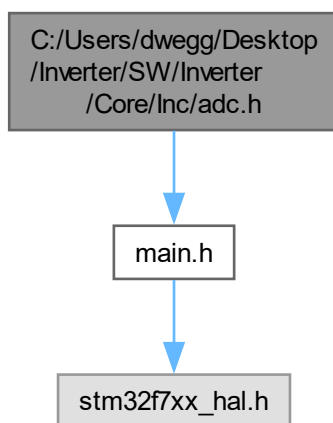 C:/Users/dwegg/Desktop
/Inverter/SW/Inverter
/Core/Inc/adc.h
main.h
stm32f7xx_hal.h